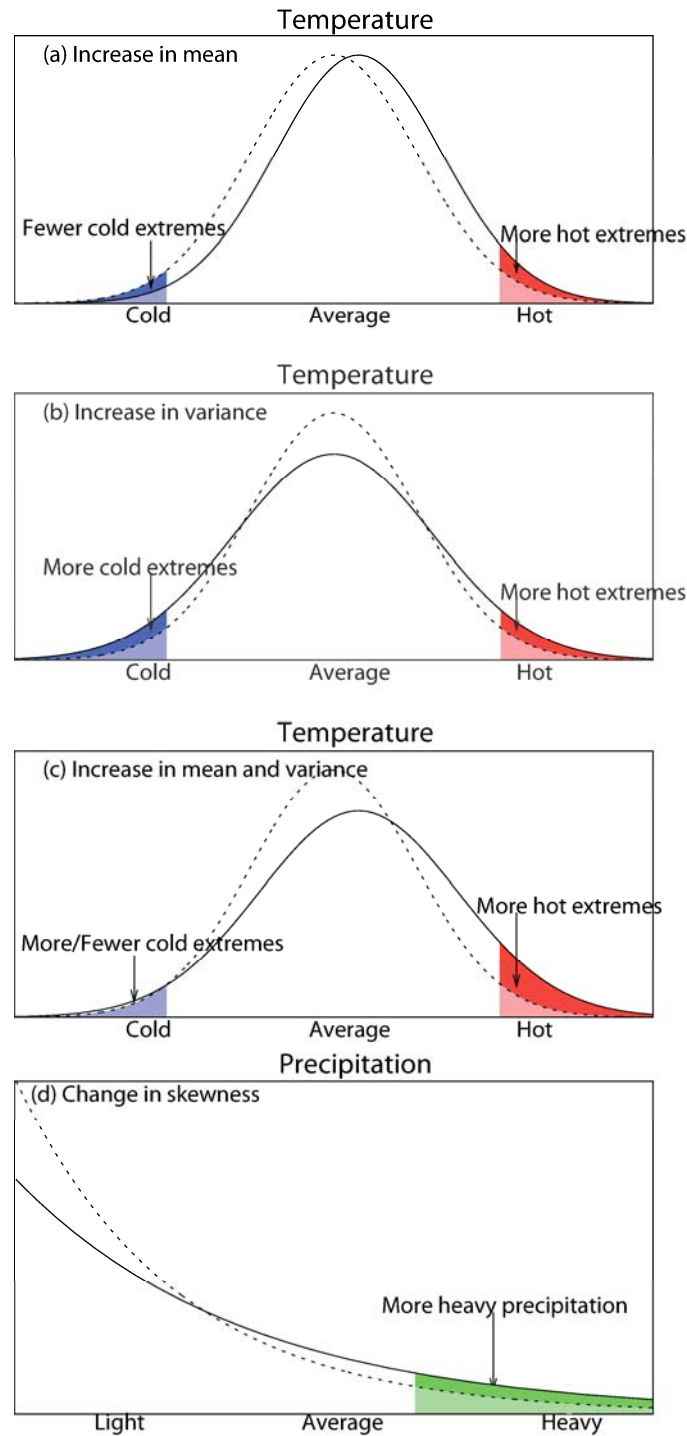 Temperature
(a) Increase in mean
Fewer cold extremes
More hot extremes
Cold Average Hot
Temperature
(b) Increase in variance
More cold extremes
More hot extremes
Cold Average Hot
Temperature
(c) Increase in mean and variance
More hot extremes
More/Fewer cold extremes
Cold Average Hot
Precipitation
(d) Change in skewness
More heavy precipitation
Light Average Heavy